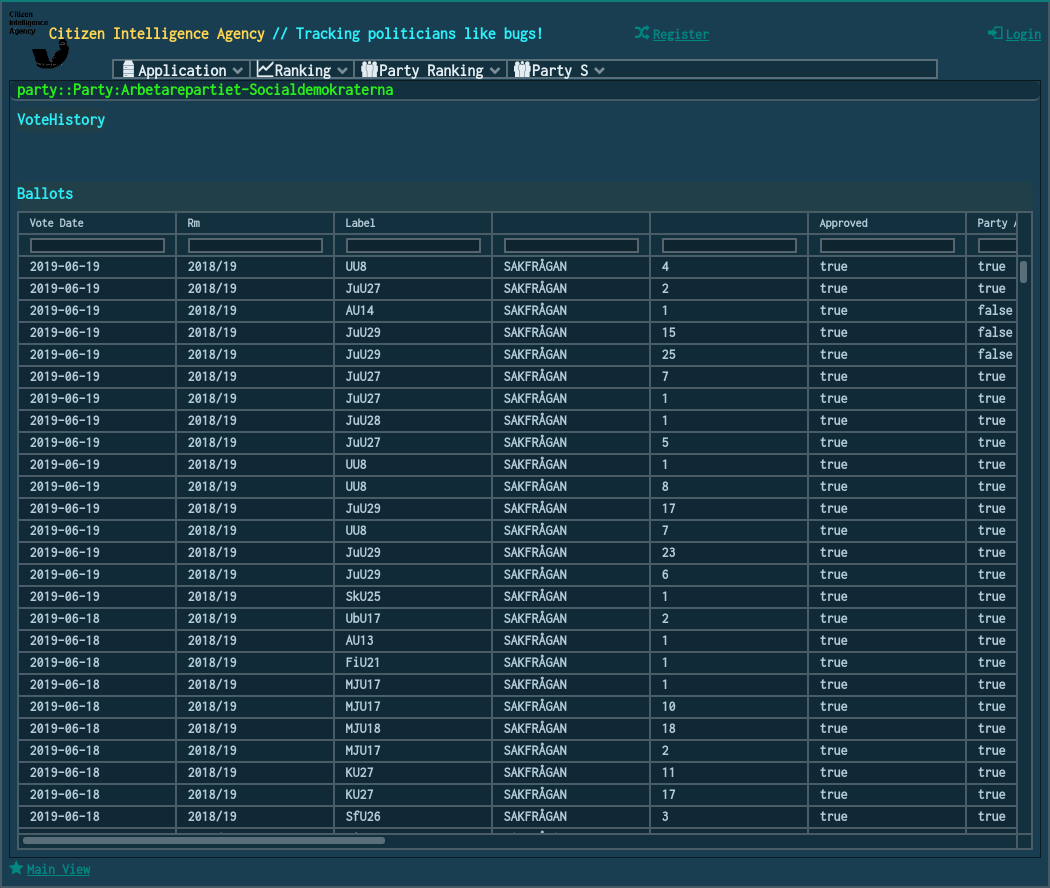 Citizen
Intelligence
Agency
Citizen Intelligence Agency // Tracking politicians like bugs!
Register
Login
Application Ranking Party Ranking Party S
party::Party:Arbetarepartiet-Socialdemokraterna
VoteHistory
Ballots
Vote Date Rm Label Approved Party A
2019-06-19 2018/19 UU8 SAKFRÅGAN 4 true true
2019-06-19 2018/19 JuU27 SAKFRÅGAN 2 true true
2019-06-19 2018/19 AU14 SAKFRÅGAN 1 true false
2019-06-19 2018/19 JuU29 SAKFRÅGAN 15 true false
2019-06-19 2018/19 JuU29 SAKFRÅGAN 25 true false
2019-06-19 2018/19 JuU27 SAKFRÅGAN 7 true true
2019-06-19 2018/19 JuU27 SAKFRÅGAN 1 true true
2019-06-19 2018/19 JuU28 SAKFRÅGAN 1 true true
2019-06-19 2018/19 JuU27 SAKFRÅGAN 5 true true
2019-06-19 2018/19 UU8 SAKFRÅGAN 1 true true
2019-06-19 2018/19 UU8 SAKFRÅGAN 8 true true
2019-06-19 2018/19 JuU29 SAKFRÅGAN 17 true true
2019-06-19 2018/19 UU8 SAKFRÅGAN 7 true true
2019-06-19 2018/19 JuU29 SAKFRÅGAN 23 true true
2019-06-19 2018/19 JuU29 SAKFRÅGAN 6 true true
2019-06-19 2018/19 SkU25 SAKFRÅGAN 1 true true
2019-06-18 2018/19 UbU17 SAKFRÅGAN 2 true true
2019-06-18 2018/19 AU13 SAKFRÅGAN 1 true true
2019-06-18 2018/19 FiU21 SAKFRÅGAN 1 true true
2019-06-18 2018/19 MJU17 SAKFRÅGAN 1 true true
2019-06-18 2018/19 MJU17 SAKFRÅGAN 10 true true
2019-06-18 2018/19 MJU18 SAKFRÅGAN 18 true true
2019-06-18 2018/19 MJU17 SAKFRÅGAN 2 true true
2019-06-18 2018/19 KU27 SAKFRÅGAN 11 true true
2019-06-18 2018/19 KU27 SAKFRÅGAN 17 true true
2019-06-18 2018/19 SfU26 SAKFRÅGAN 3 true true
Main View